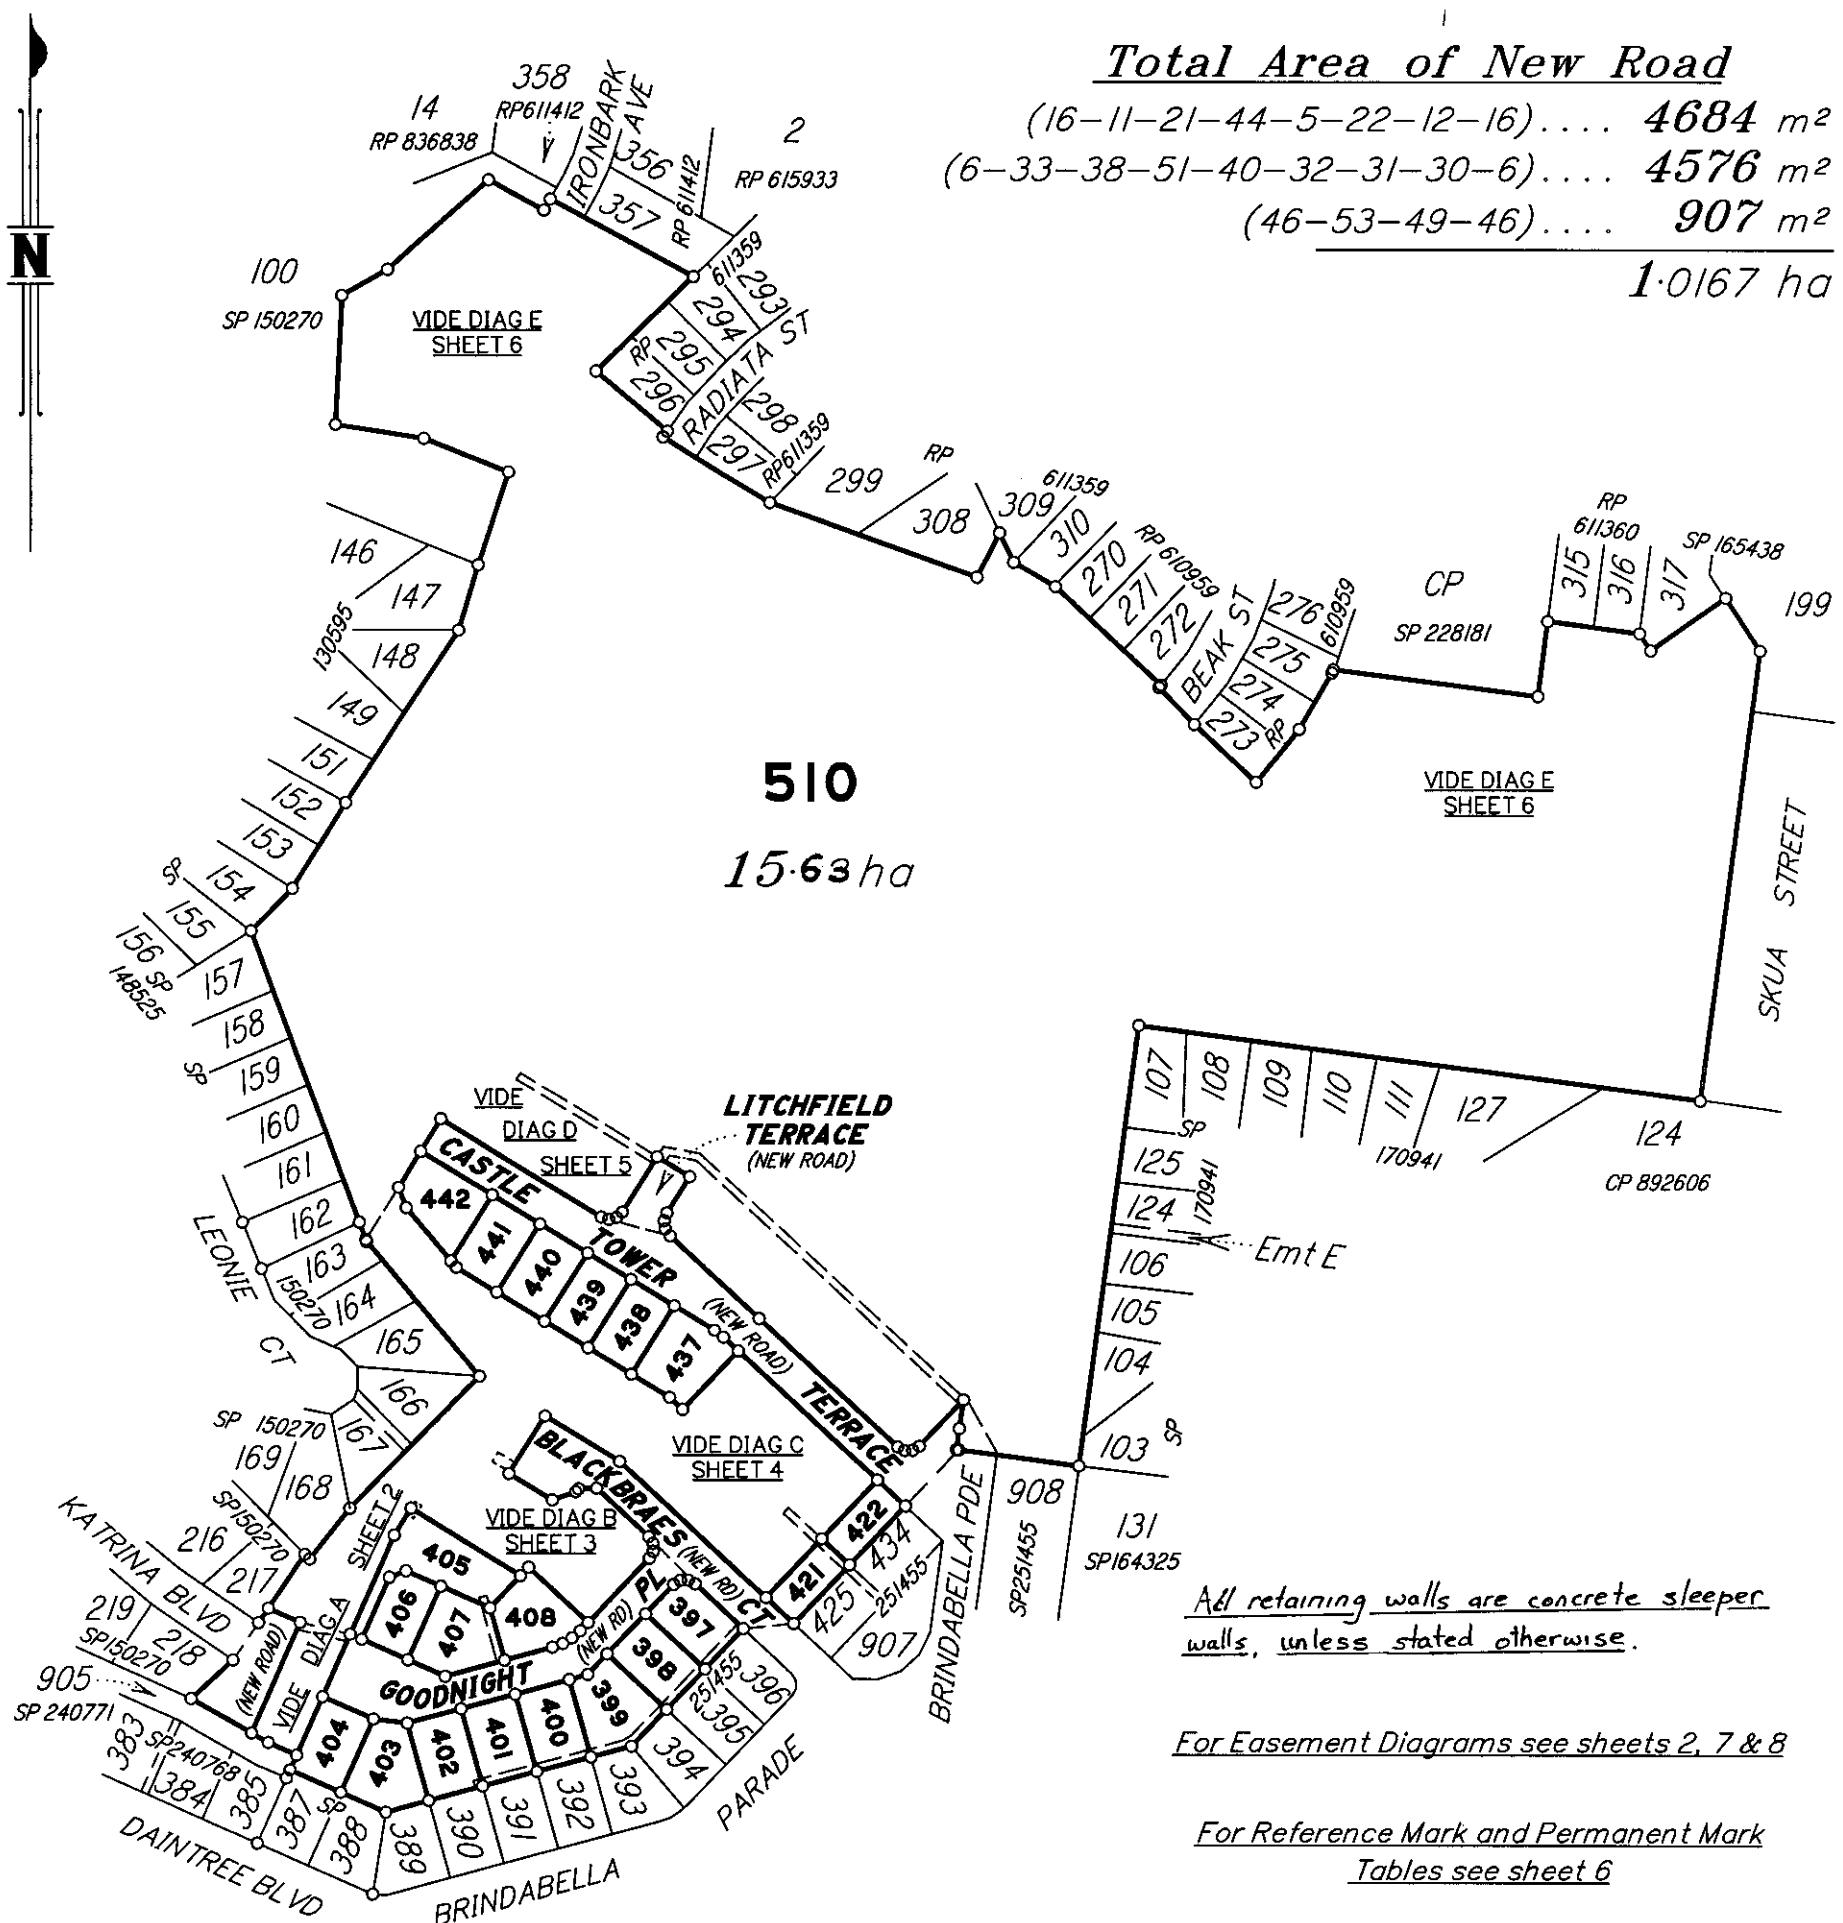 Total Area of New Road
(16-11-21-44-5-22-12-16).... 4684 m²
(6-33-38-51-40-32-31-30-6).... 4576 m²
(46-53-49-46).... 907 m²
1.0167 ha
N
358
RP611412
14
RP 836838
IRONBARK
AVE
356
357
RP 611412
2
RP 615933
100
SP 150270
VIDE DIAG E
SHEET 6
611359
293
294
295
RP
296
RADIATA ST
298
297
RP611359
299
RP
308
309
611359
310
270
RP 610959
271
272
BEAK ST
276
610959
275
274
273
RP
CP
SP 228181
RP
611360
315
316
317
SP 165438
199
146
147
130595
148
149
151
152
153
SP
154
155
156
SP
148525
157
158
SP
159
160
161
162
163
150270
164
165
166
167
LEONIE
CT
510
15.63 ha
VIDE DIAG E
SHEET 6
SKUA STREET
107
108
109
110
111
127
124
CP 892606
SP
170941
125
124
170941
Emt E
106
105
104
103
SP
VIDE
DIAG D
SHEET 5
LITCHFIELD
TERRACE
(NEW ROAD)
CASTLE
TOWER
(NEW ROAD)
TERRACE
442
441
440
439
438
437
SP 150270
169
168
SP150270
216
217
KATRINA BLVD
219
218
SP150270
905
SP 240771
(NEW ROAD)
VIDE DIAG A
SHEET 2
BLACKBRAES
(NEW RD)
CT
VIDE DIAG C
SHEET 4
VIDE DIAG B
SHEET 3
405
406
407
408
PL
(NEW RD)
GOODNIGHT
397
398
399
400
401
402
403
404
421
422
434
425
251455
907
BRINDABELLA PDE
908
SP251455
131
SP164325
251455
396
395
394
393
392
391
390
389
388
SP
387
385
384
383
SP240768
DAINTREE BLVD
BRINDABELLA
PARADE
All retaining walls are concrete sleeper
walls, unless stated otherwise.
For Easement Diagrams see sheets 2, 7 & 8
For Reference Mark and Permanent Mark
Tables see sheet 6